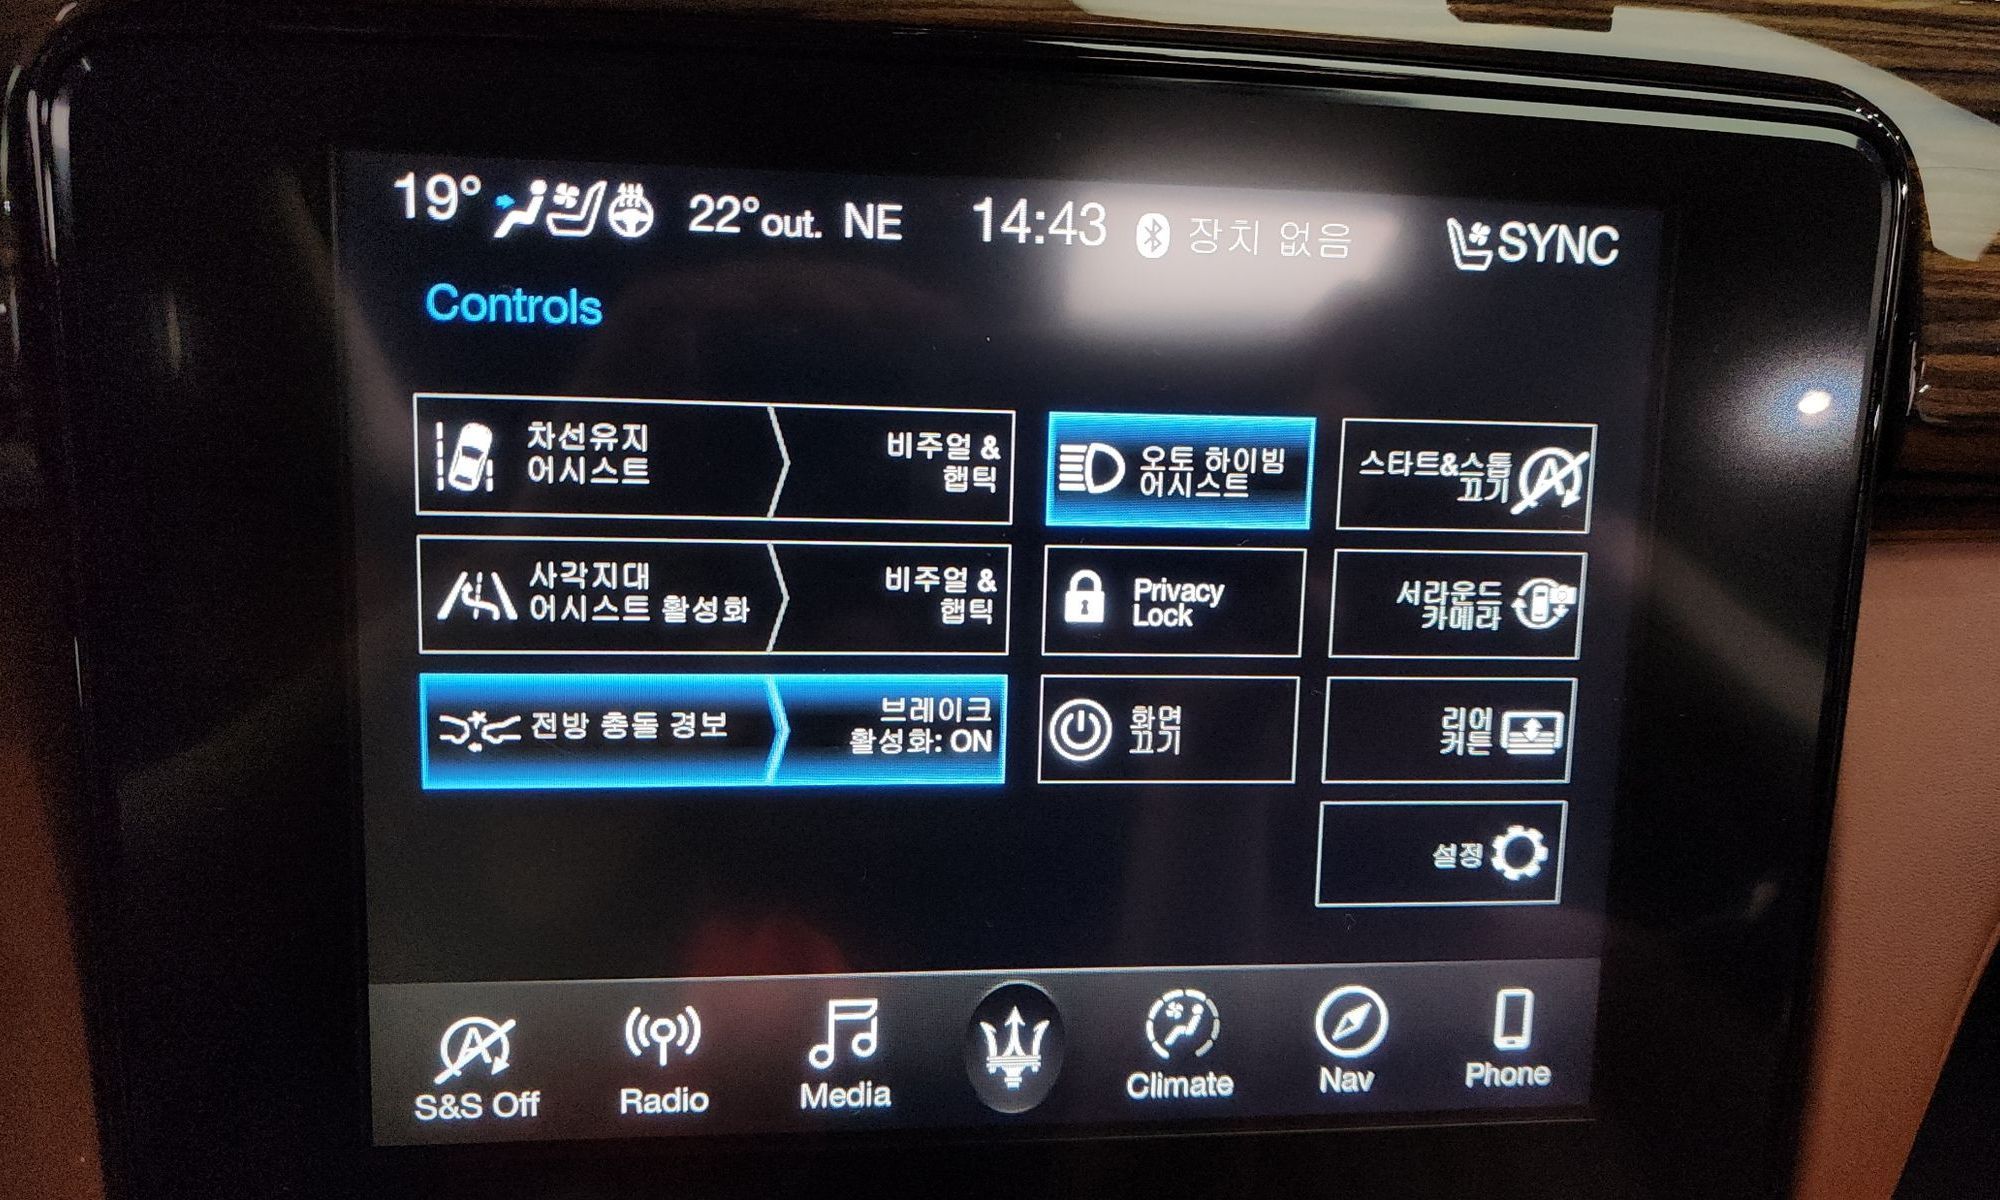 19° 22°out. NE 14:43 장치 없음 SYNC
Controls
차선유지
어시스트
비주얼 &
햅틱
오토 하이빔
어시스트
스타트&스톱
끄기
사각지대
어시스트 활성화
비주얼 &
햅틱
Privacy
Lock
서라운드
카메라
전방 충돌 경보
브레이크
활성화: ON
화면
끄기
리어
커튼
설정
S&S Off
Radio
Media
Climate
Nav
Phone